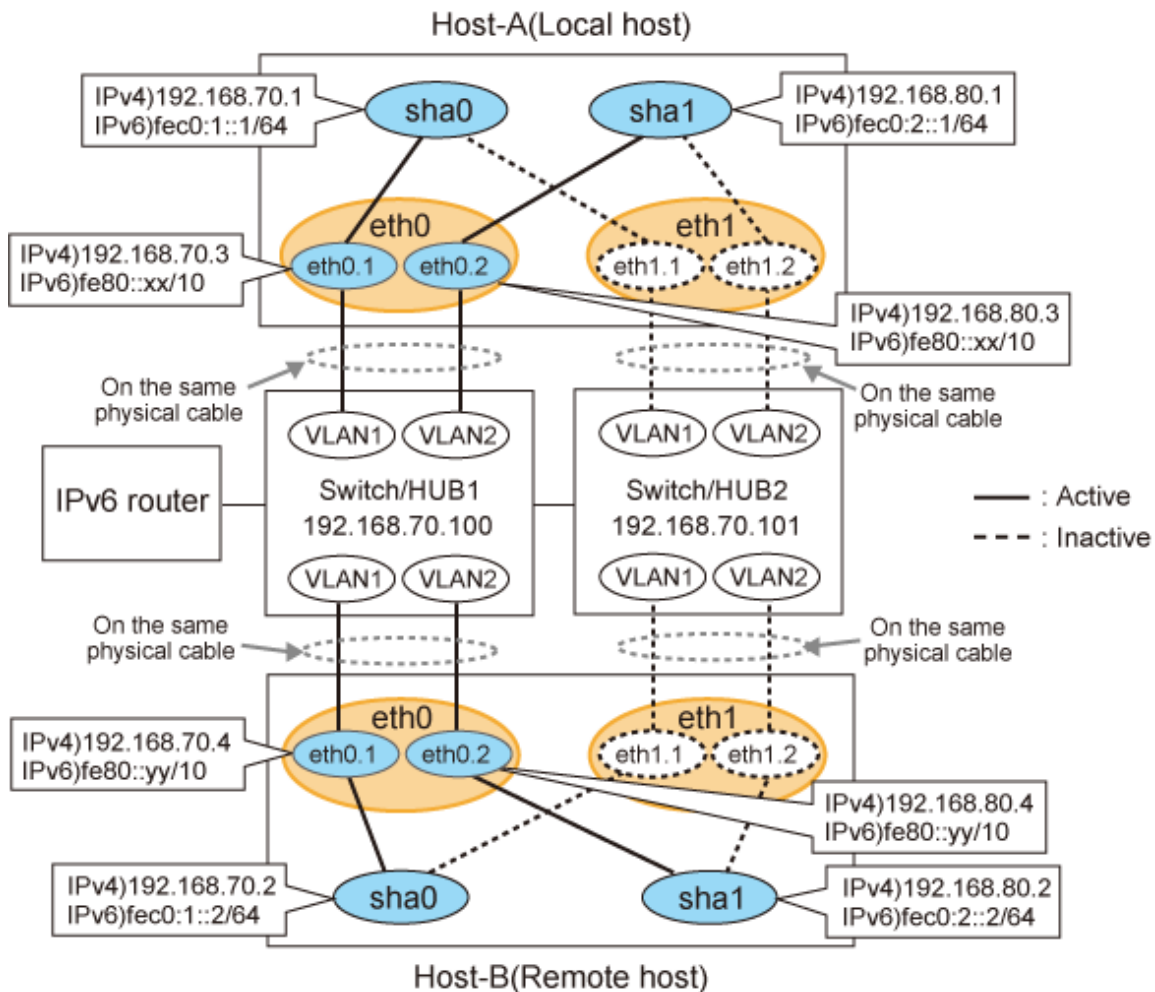 Host-A(Local host)
IPv4)192.168.70.1
IPv6)fec0:1::1/64
sha0
sha1
IPv4)192.168.80.1
IPv6)fec0:2::1/64
eth0
eth1
IPv4)192.168.70.3
IPv6)fe80::xx/10
eth0.1
eth0.2
eth1.1
eth1.2
IPv4)192.168.80.3
IPv6)fe80::xx/10
On the same
physical cable
On the same
physical cable
VLAN1
VLAN2
VLAN1
VLAN2
IPv6 router
Switch/HUB1
192.168.70.100
Switch/HUB2
192.168.70.101
: Active
: Inactive
VLAN1
VLAN2
VLAN1
VLAN2
On the same
physical cable
On the same
physical cable
eth0
eth1
IPv4)192.168.70.4
IPv6)fe80::yy/10
eth0.1
eth0.2
eth1.1
eth1.2
IPv4)192.168.80.4
IPv6)fe80::yy/10
IPv4)192.168.70.2
IPv6)fec0:1::2/64
sha0
sha1
IPv4)192.168.80.2
IPv6)fec0:2::2/64
Host-B(Remote host)